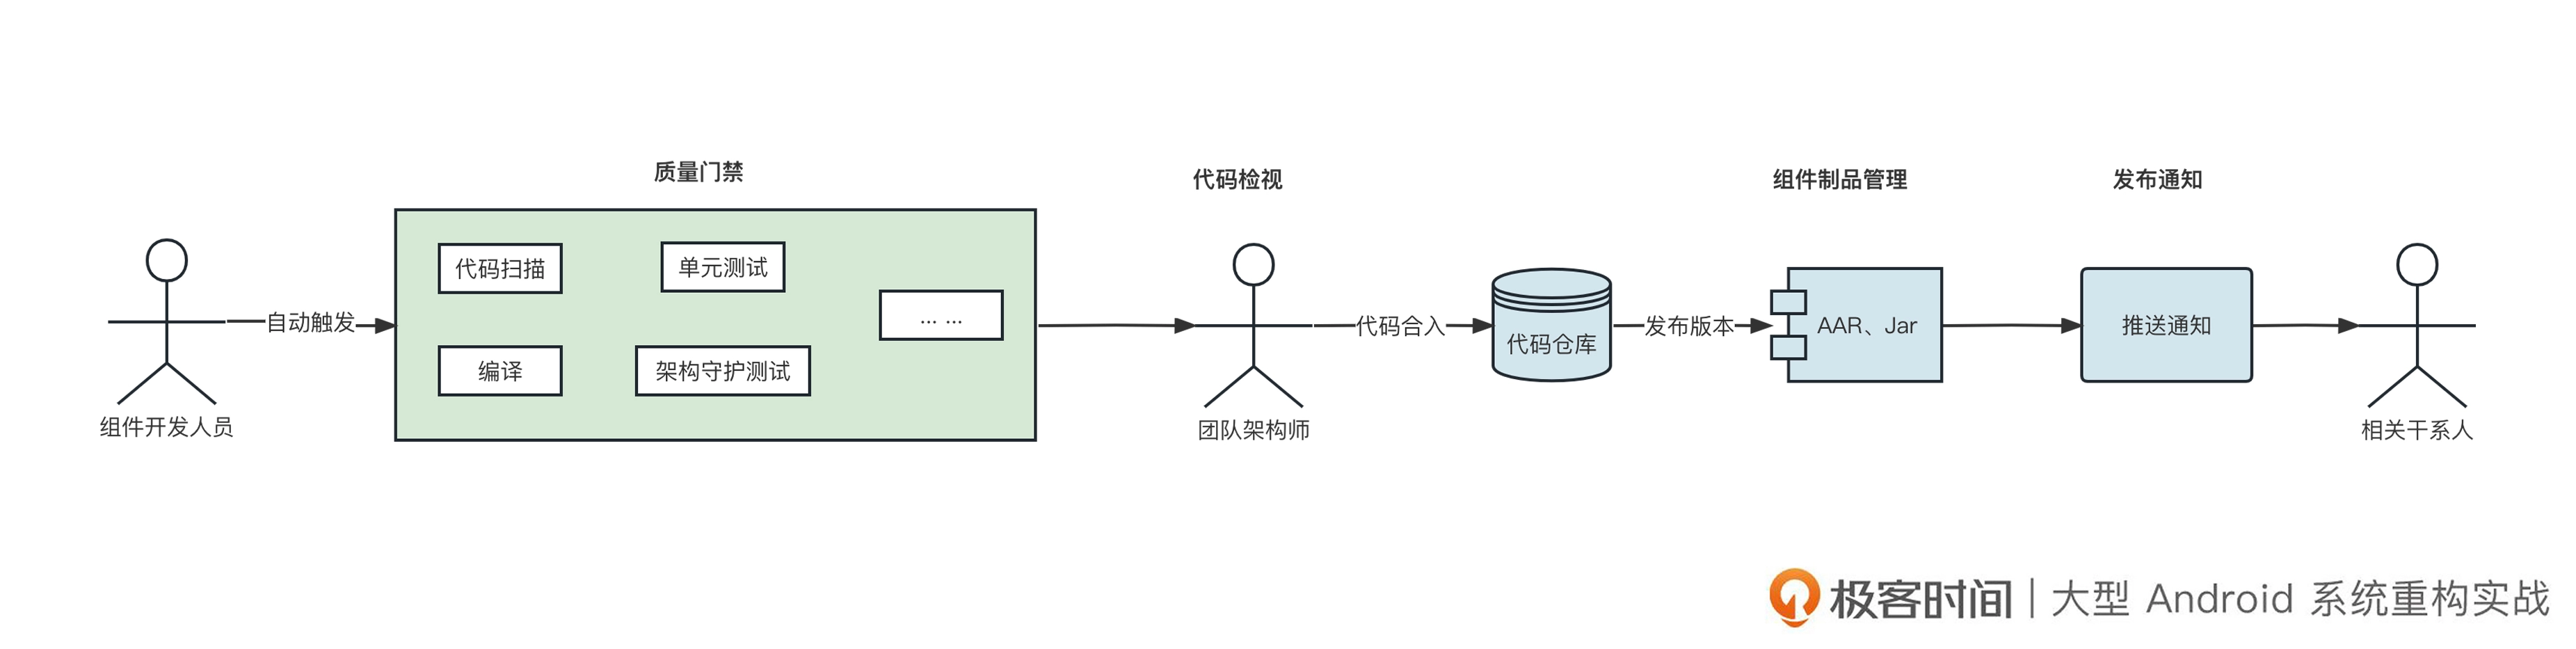 质量门禁
代码检视
组件制品管理
发布通知
代码扫描
单元测试
... ...
编译
架构守护测试
自动触发
代码合入
代码仓库
发布版本
AAR、Jar
推送通知
组件开发人员
团队架构师
相关干系人
极客时间 | 大型 Android 系统重构实战